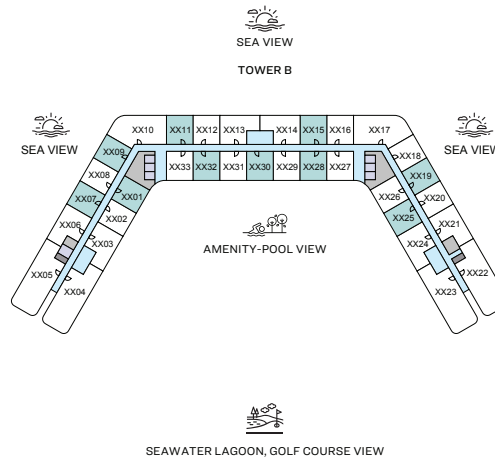 SEA VIEW
TOWER B
XX10 XX11 XX12 XX13 XX14 XX15 XX16 XX17
SEA VIEW
SEA VIEW
XX09
XX18
XX33 XX32 XX31 XX30 XX29 XX28 XX27
XX08
XX19
XX07
XX01
XX26
XX20
XX02
XX25
XX06
XX21
XX03
XX24
AMENITY-POOL VIEW
XX05
XX22
XX04
XX23
SEAWATER LAGOON, GOLF COURSE VIEW